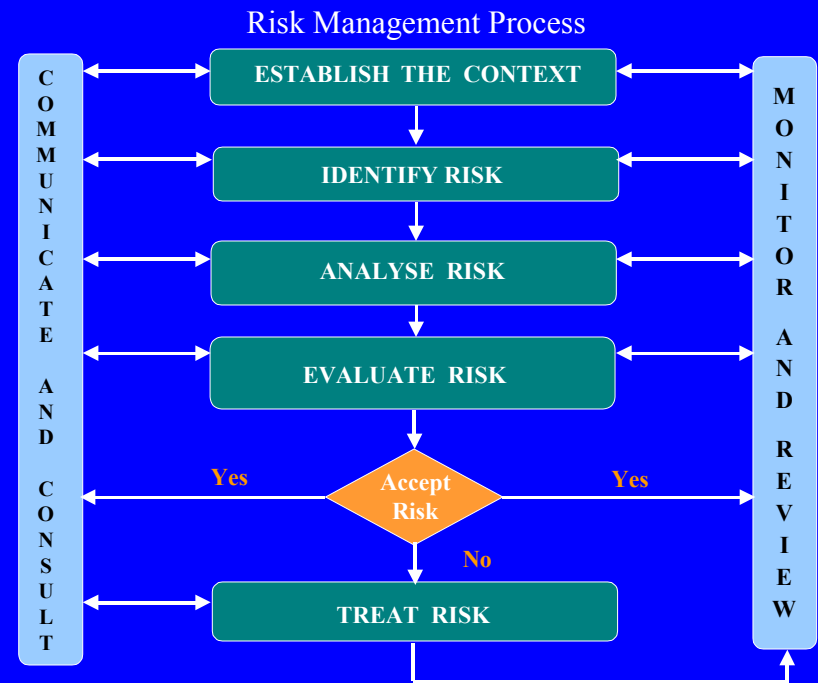 Risk Management Process
COMMUNICATE AND CONSULT
ESTABLISH THE CONTEXT
IDENTIFY RISK
ANALYSE RISK
EVALUATE RISK
Yes
Accept
Risk
Yes
No
TREAT RISK
MONITOR AND REVIEW